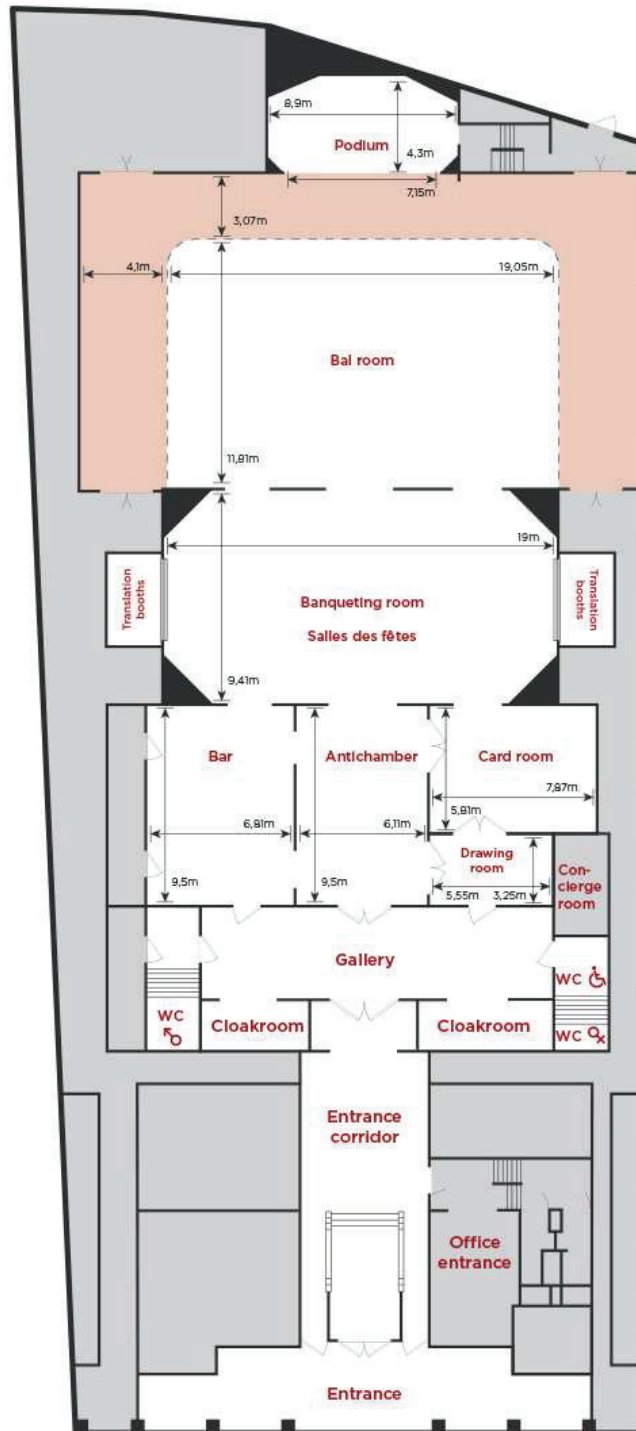 8,9m
Podium
4,3m
7,15m
3,07m
4,1m
19,05m
Bal room
11,81m
19m
Translation
booths
Translation
booths
Banqueting room
Salles des fêtes
9,41m
Bar
Antichamber
Card room
7,87m
5,81m
6,81m
6,11m
Drawing
room
9,5m
9,5m
5,55m
3,25m
Con-
cierge
room
Gallery
WC
WC
Cloakroom
Cloakroom
WC
Entrance
corridor
Office
entrance
Entrance